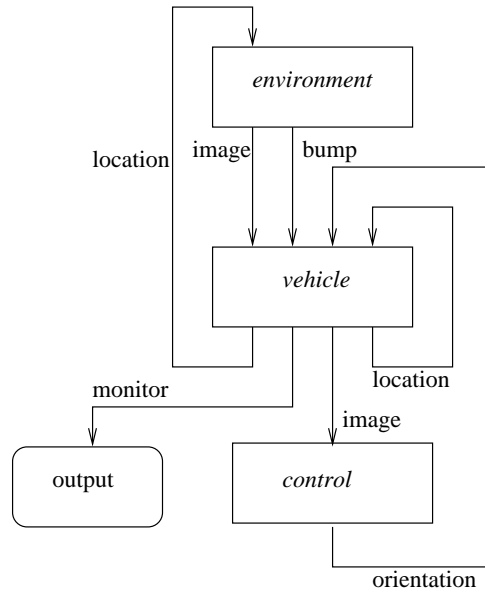 environment
location
image
bump
vehicle
location
monitor
image
output
control
orientation